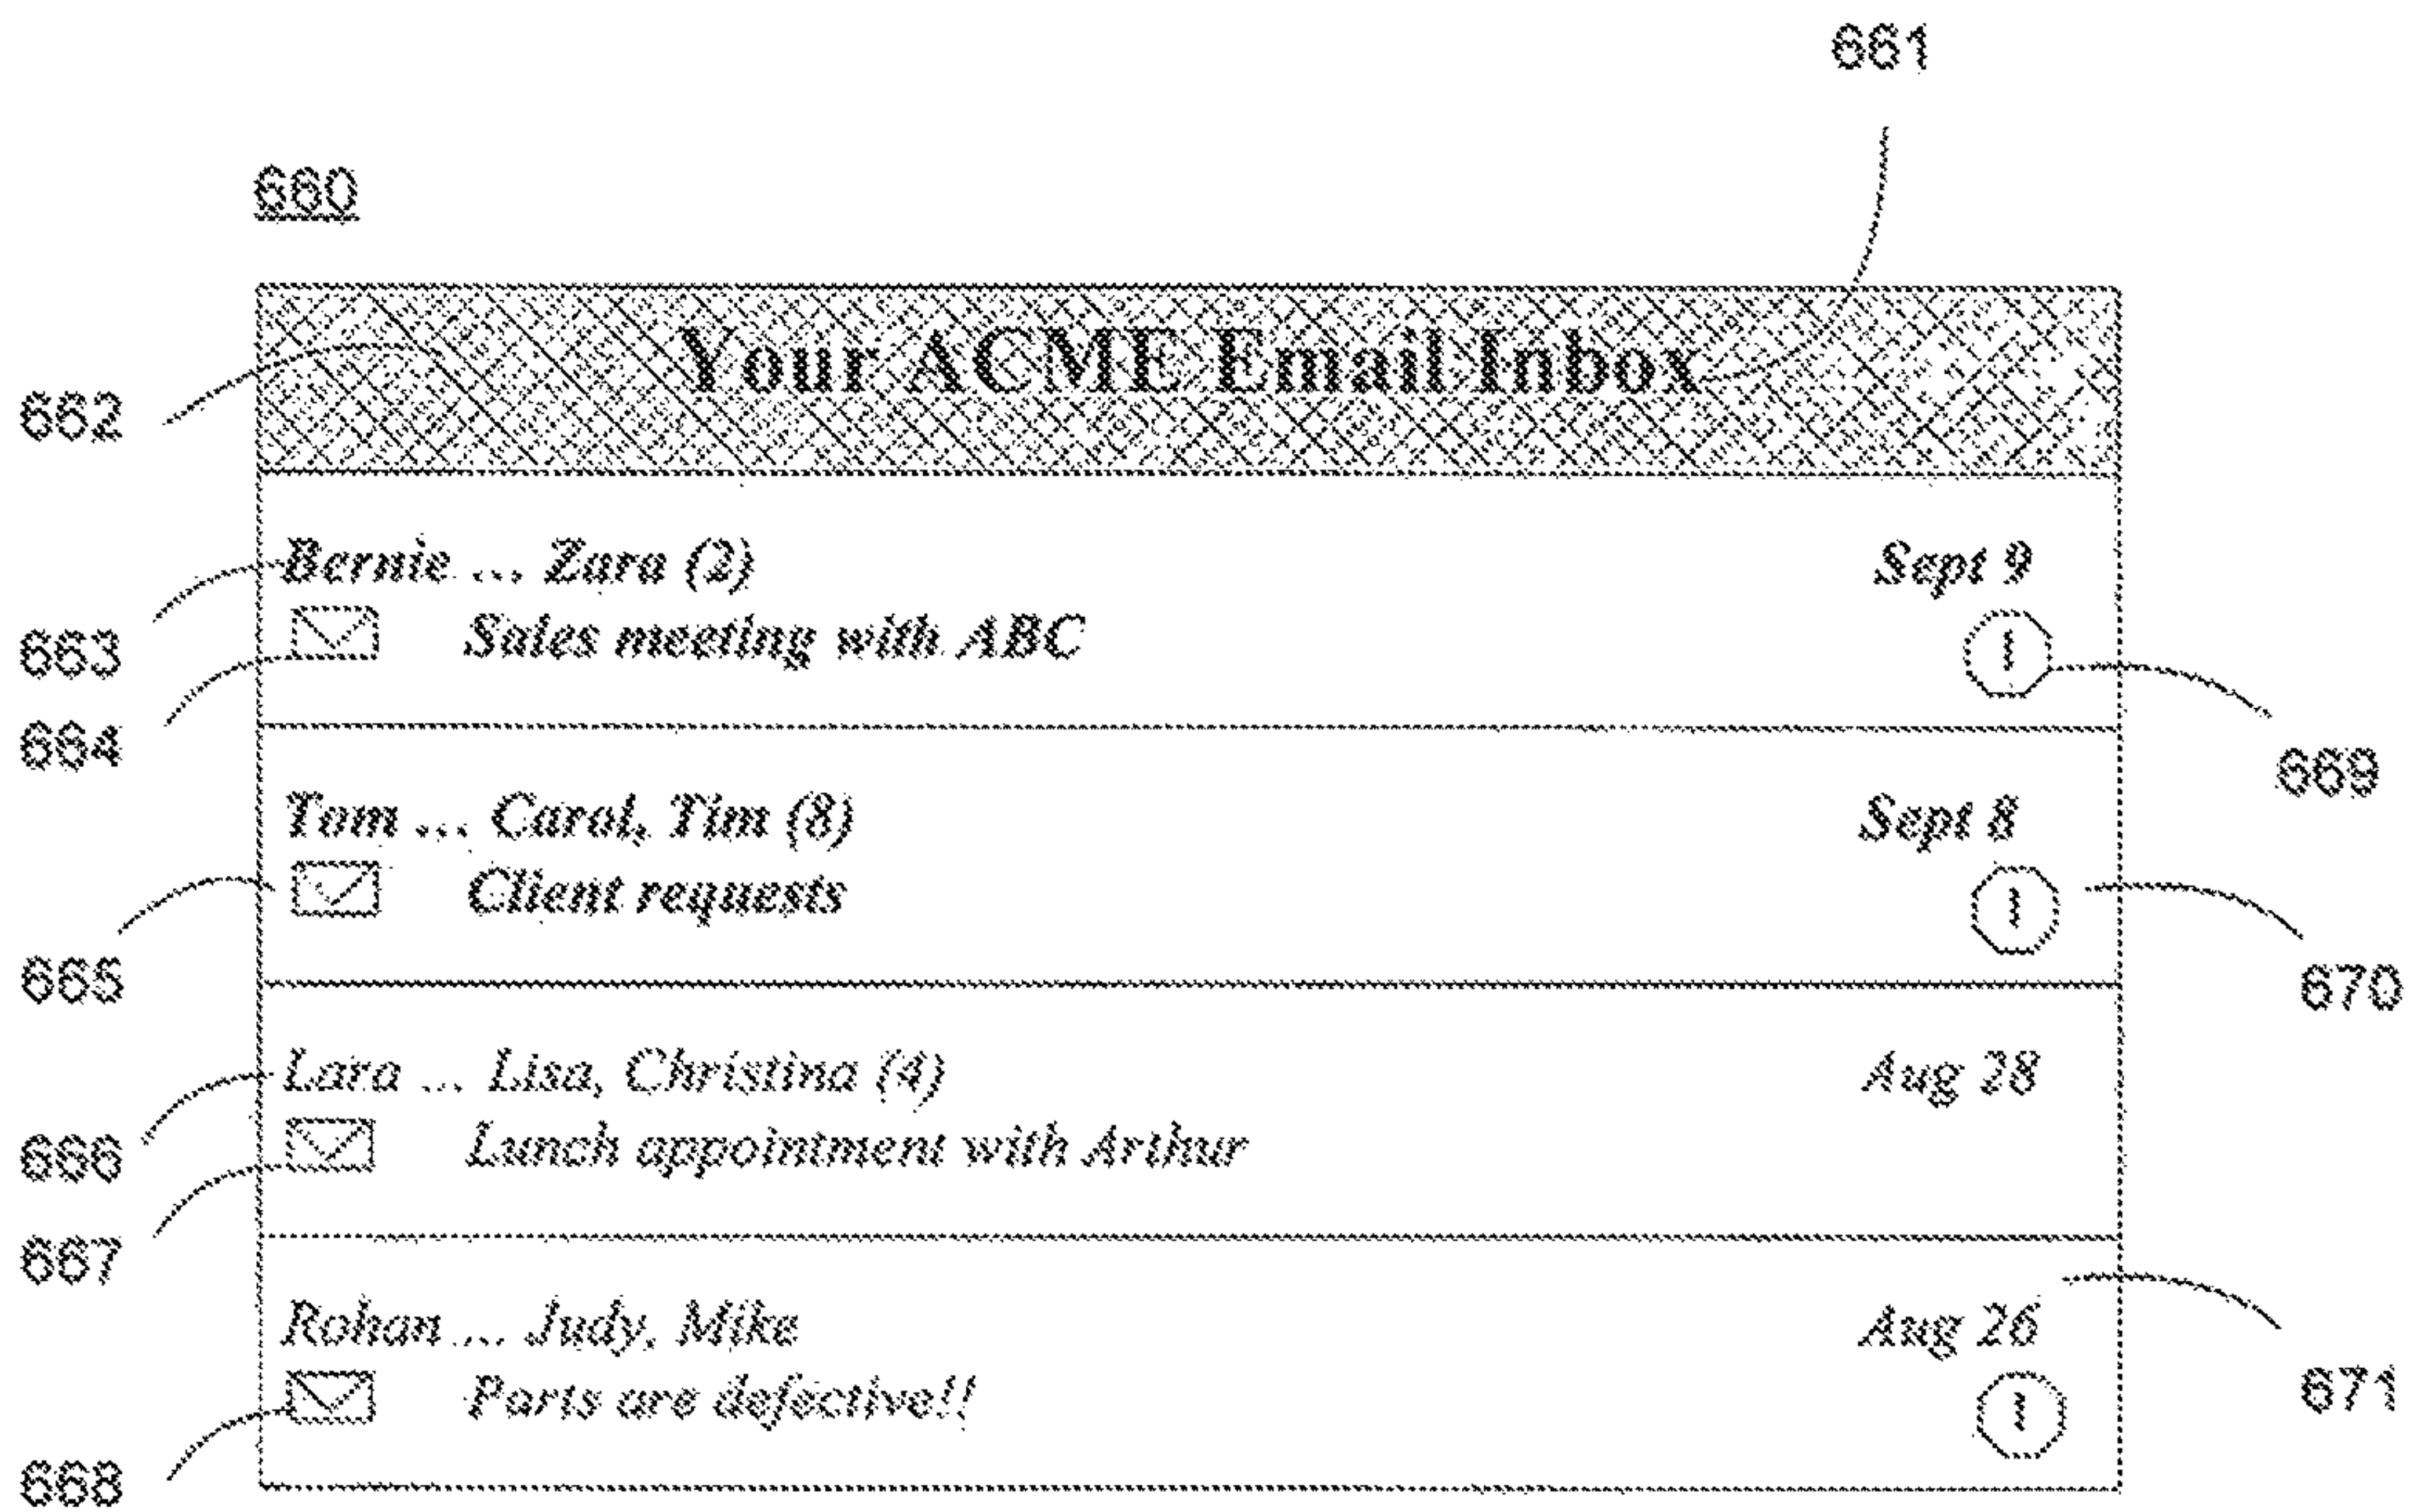 661
660
Your ACME Email Inbox
662
Bernie ... Zara (2) Sept 9
663
Sales meeting with ABC I
664
669
Tom ... Carol, Tim (8) Sept 8
Client requests I
665
670
Lara ... Lisa, Christina (4) Aug 28
666
Lunch appointment with Arthur
667
Rohan ... Judy, Mike Aug 26
671
Parts are defective!! I
668